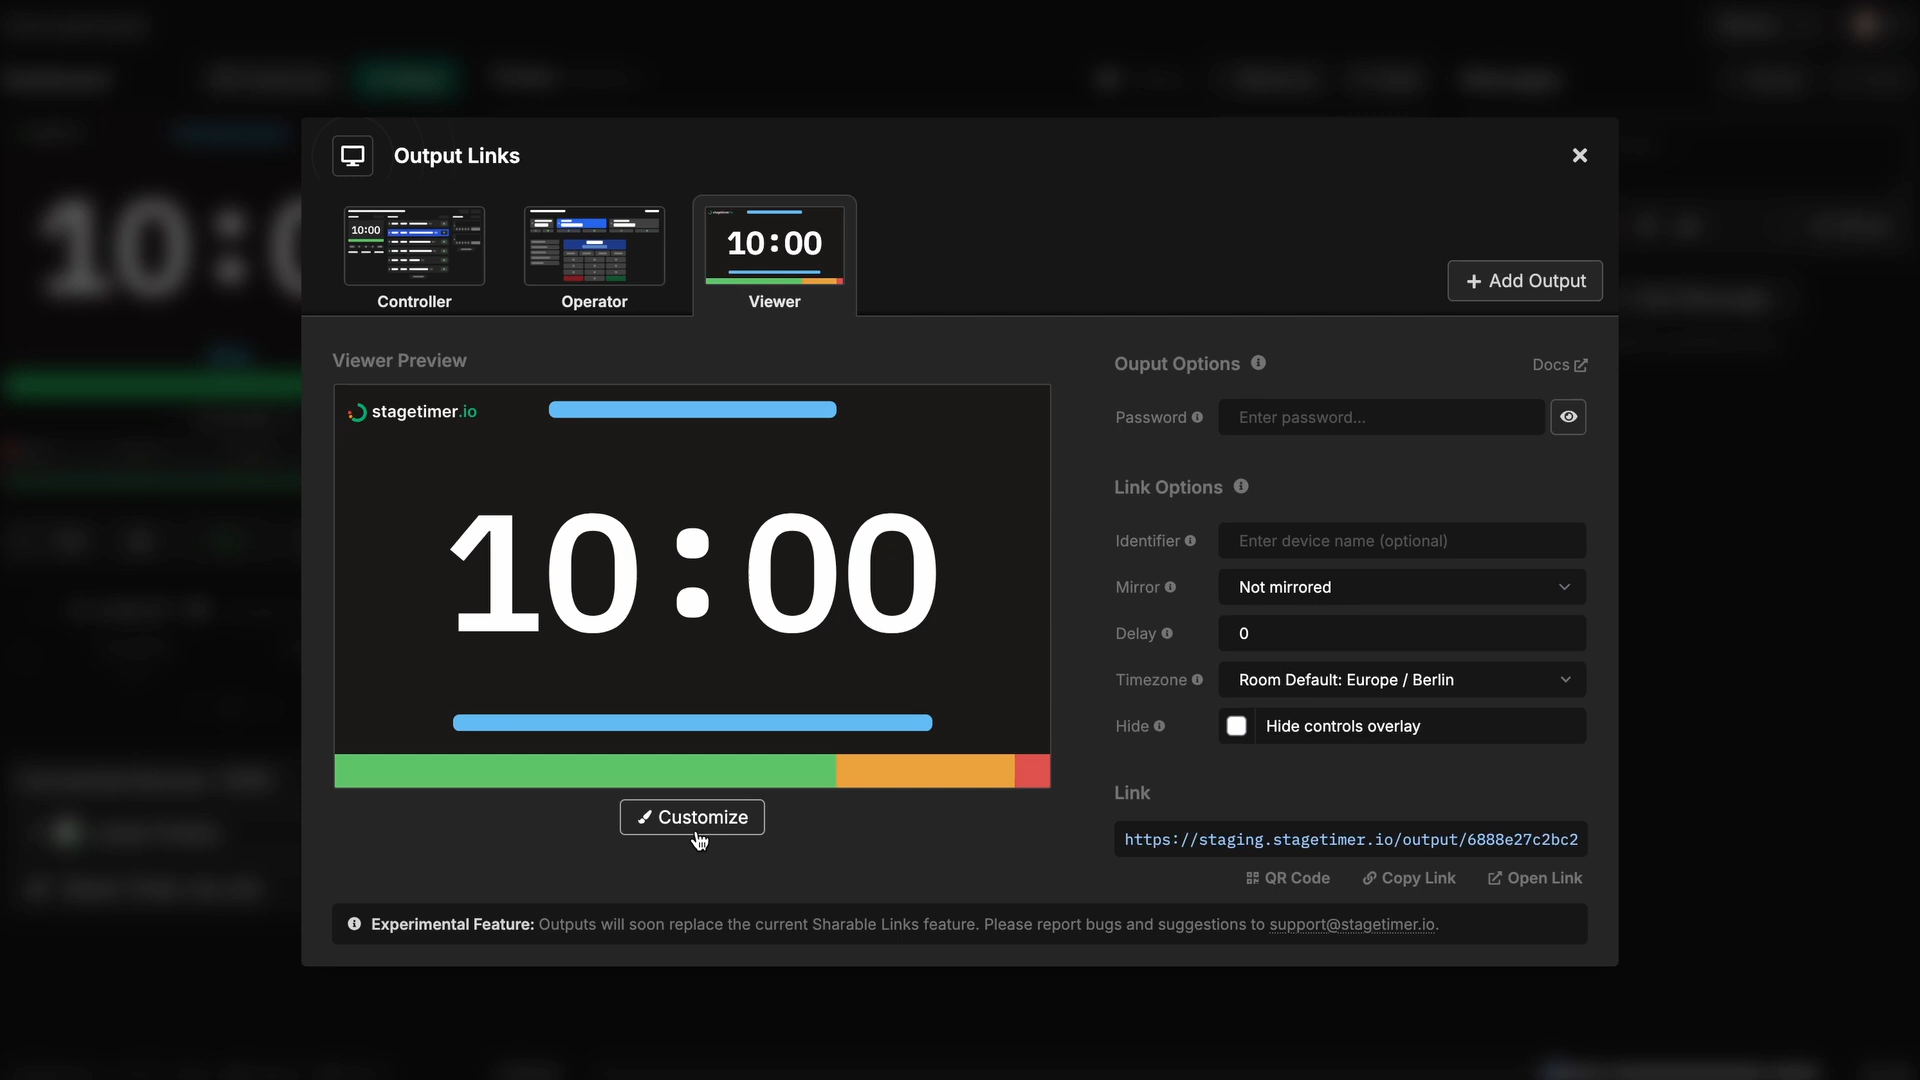 Output Links
10:00
Controller
Operator
10:00
Viewer
+ Add Output
Viewer Preview
stagetimer.io
10:00
Customize
Ouput Options
Docs
Password
Enter password...
Link Options
Identifier
Enter device name (optional)
Mirror
Not mirrored
Delay
0
Timezone
Room Default: Europe / Berlin
Hide
Hide controls overlay
Link
https://staging.stagetimer.io/output/6888e27c2bc2
QR Code
Copy Link
Open Link
Experimental Feature: Outputs will soon replace the current Sharable Links feature. Please report bugs and suggestions to support@stagetimer.io.